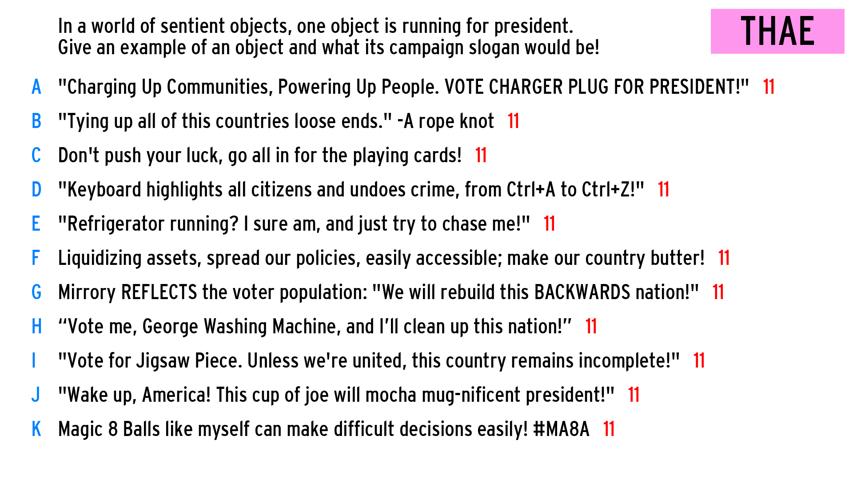 In a world of sentient objects, one object is running for president.
Give an example of an object and what its campaign slogan would be!
THAE
A "Charging Up Communities, Powering Up People. VOTE CHARGER PLUG FOR PRESIDENT!" 11
B "Tying up all of this countries loose ends." -A rope knot 11
C Don't push your luck, go all in for the playing cards! 11
D "Keyboard highlights all citizens and undoes crime, from Ctrl+A to Ctrl+Z!" 11
E "Refrigerator running? I sure am, and just try to chase me!" 11
F Liquidizing assets, spread our policies, easily accessible; make our country butter! 11
G Mirrory REFLECTS the voter population: "We will rebuild this BACKWARDS nation!" 11
H “Vote me, George Washing Machine, and I’ll clean up this nation!” 11
I "Vote for Jigsaw Piece. Unless we're united, this country remains incomplete!" 11
J "Wake up, America! This cup of joe will mocha mug-nificent president!" 11
K Magic 8 Balls like myself can make difficult decisions easily! #MA8A 11